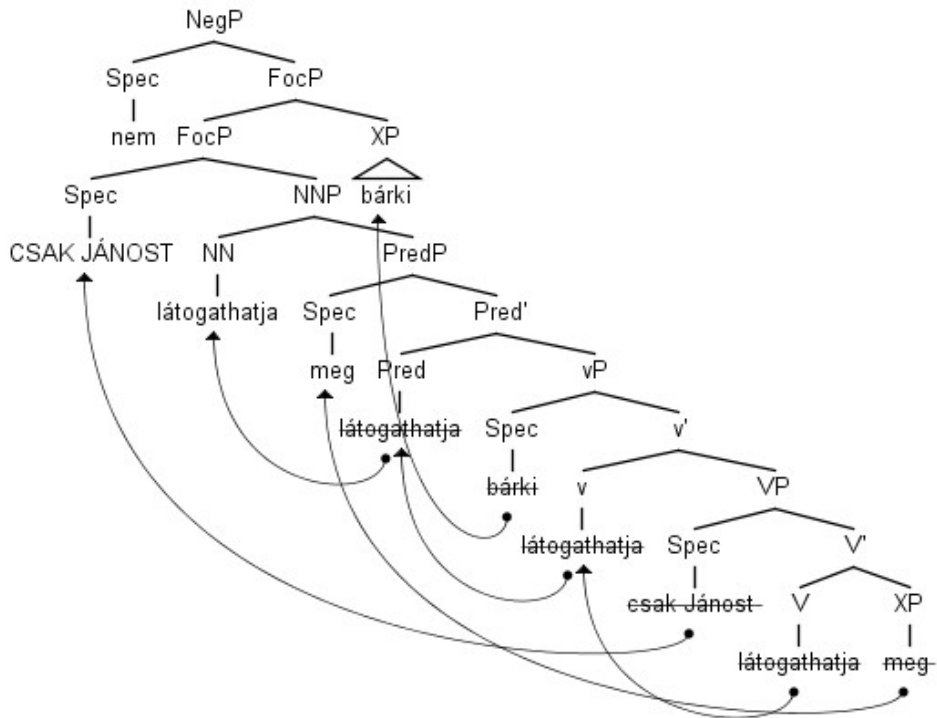 NegP
Spec FocP
nem FocP XP
Spec NNP bárki
CSAK JÁNOST NN PredP
látogathatja Spec Pred'
meg Pred vP
látogathatja Spec v'
bárki v VP
látogathatja Spec V'
csak Jánost V XP
látogathatja meg